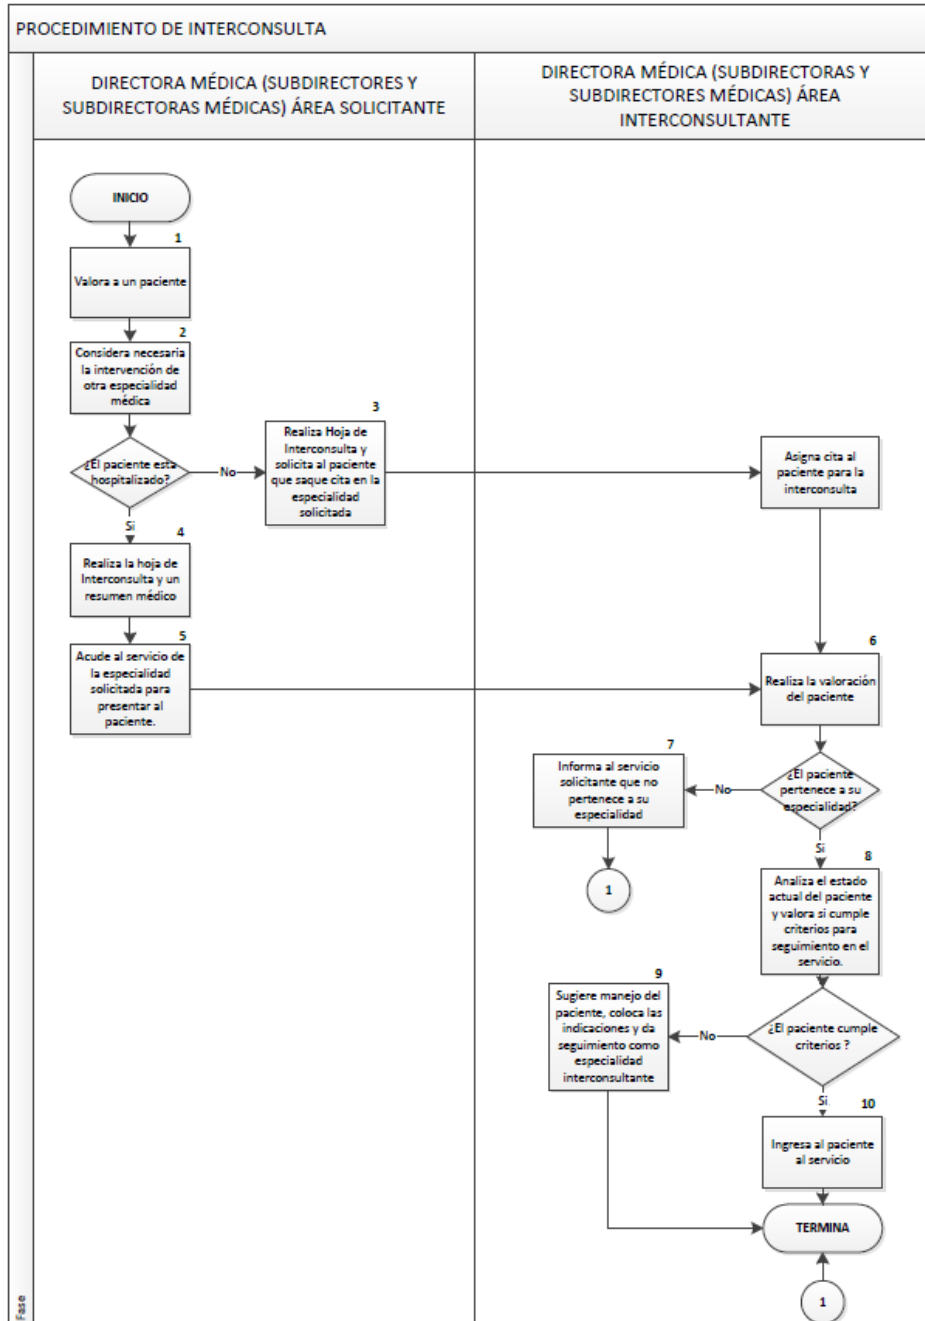 PROCEDIMIENTO DE INTERCONSULTA
DIRECTORA MÉDICA (SUBDIRECTORES Y
SUBDIRECTORAS MÉDICAS) ÁREA SOLICITANTE
DIRECTORA MÉDICA (SUBDIRECTORAS Y
SUBDIRECTORES MÉDICAS) ÁREA
INTERCONSULTANTE
INICIO
1
Valora a un paciente
2
Considera necesaria
la intervención de
otra especialidad
médica
¿El paciente esta
hospitalizado?
No
3
Realiza Hoja de
Interconsulta y
solicita al paciente
que saque cita en la
especialidad
solicitada
Asigna cita al
paciente para la
interconsulta
Si
4
Realiza la hoja de
Interconsulta y un
resumen médico
5
Acude al servicio de
la especialidad
solicitada para
presentar al
paciente.
6
Realiza la valoración
del paciente
¿El paciente
pertenece a su
especialidad?
No
7
Informa al servicio
solicitante que no
pertenece a su
especialidad
1
Si
8
Analiza el estado
actual del paciente
y valora si cumple
criterios para
seguimiento en el
servicio.
¿El paciente cumple
criterios ?
No
9
Sugiere manejo del
paciente, coloca las
indicaciones y da
seguimiento como
especialidad
interconsultante
Si
10
Ingresa al paciente
al servicio
TERMINA
1
Fase